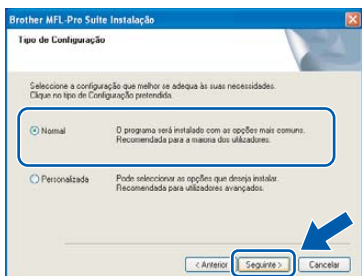 Brother MFL-Pro Suite Instalação
Tipo de Configuração
Seleccione a configuração que melhor se adequa às suas necessidades.
Clique no tipo de Configuração pretendida.
Normal
O programa será instalado com as opções mais comuns.
Recomendada para a maioria dos utilizadores.
Personalizada
Pode seleccionar as opções que deseja instalar.
Recomendada para utilizadores avançados.
< Anterior
Seguinte >
Cancelar